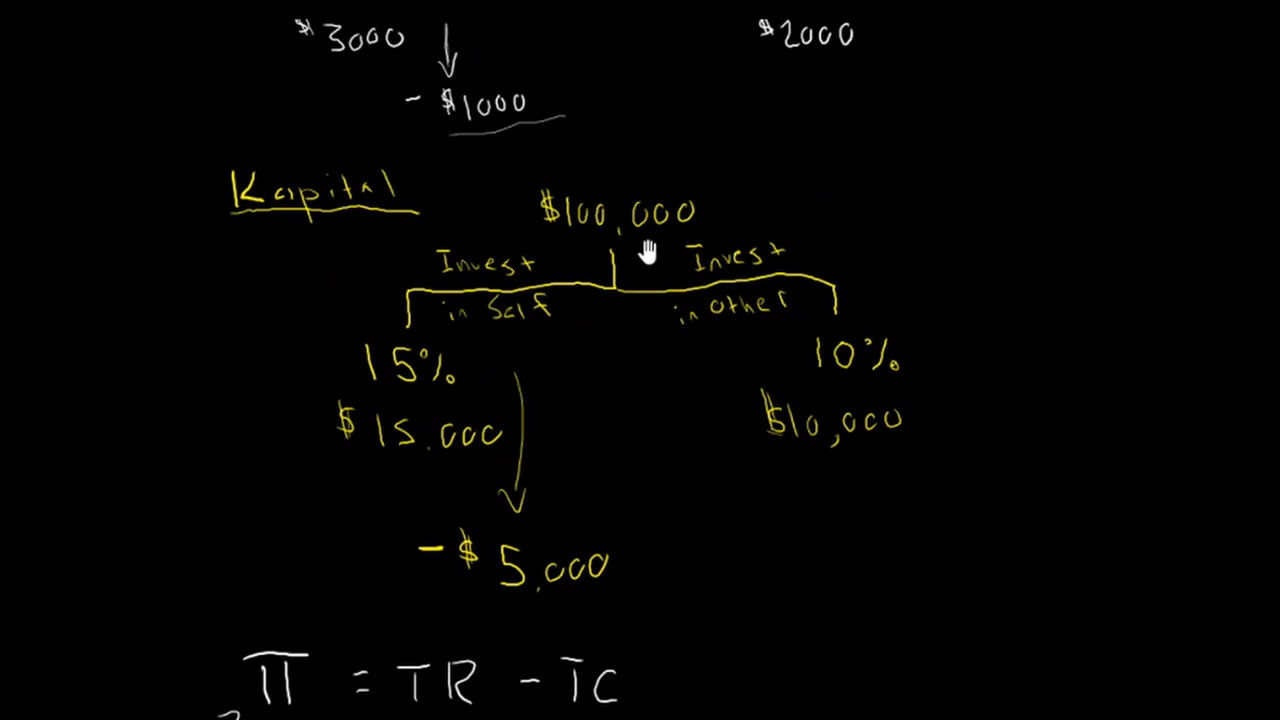 $3000 $2000
- $1000
Kapital
$100,000
Invest Invest
in Self in other
15% 10%
$15,000 $10,000
- $5,000
π = TR - TC